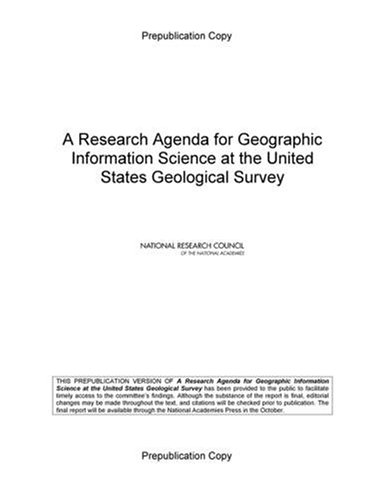 Prepublication Copy
A Research Agenda for Geographic
Information Science at the United
States Geological Survey
NATIONAL RESEARCH COUNCIL
OF THE NATIONAL ACADEMIES
THIS PREPUBLICATION VERSION OF A Research Agenda for Geographic Information
Science at the United States Geological Survey has been provided to the public to facilitate
timely access to the committee's findings. Although the substance of the report is final, editorial
changes may be made throughout the text, and citations will be checked prior to publication. The
final report will be available through the National Academies Press in the October.
Prepublication Copy